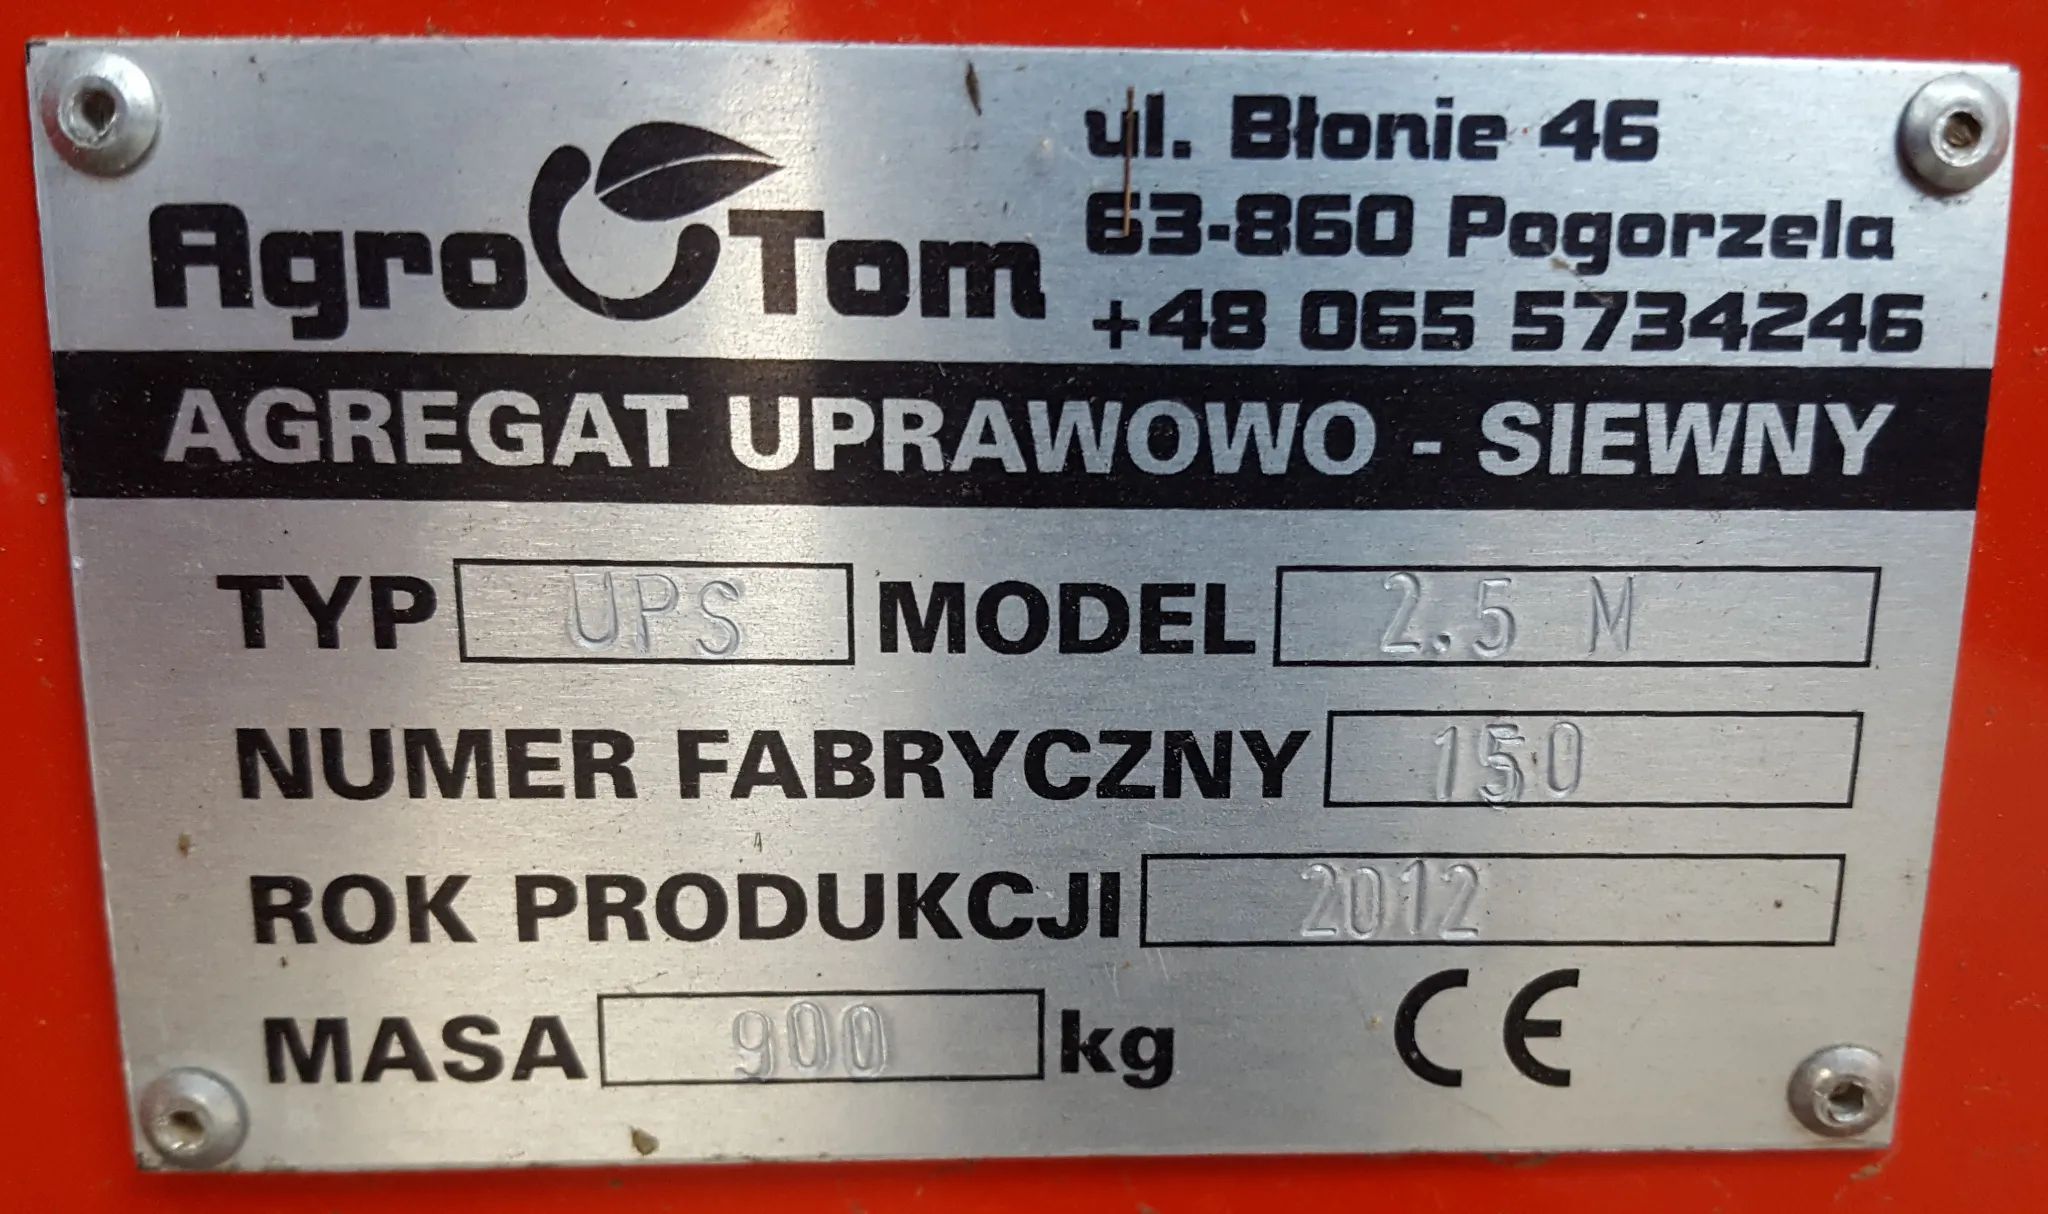 AgroTom
ul. Błonie 46
63-860 Pogorzela
+48 065 5734246
AGREGAT UPRAWOWO - SIEWNY
TYP UPS MODEL 2.5 M
NUMER FABRYCZNY 150
ROK PRODUKCJI 2012
MASA 900 kg CE